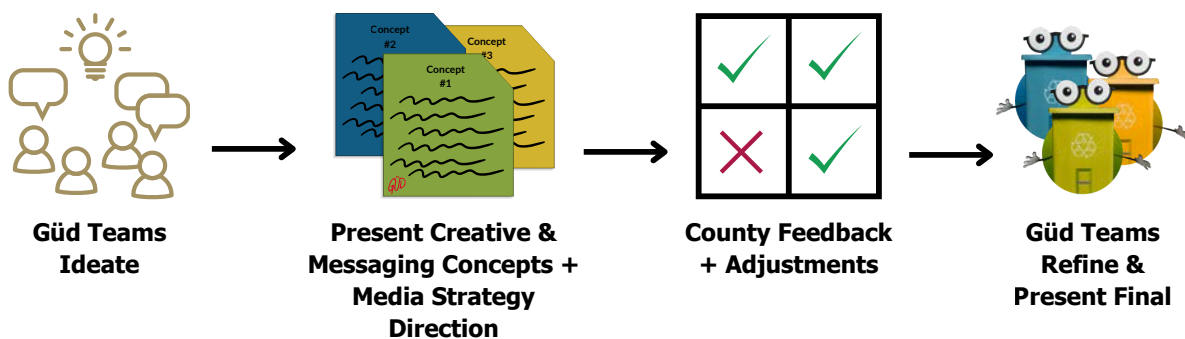 Concept
#2
Concept
#3
Concept
#1
GÜD
Güd Teams
Ideate
Present Creative &
Messaging Concepts +
Media Strategy
Direction
County Feedback
+ Adjustments
Güd Teams
Refine &
Present Final